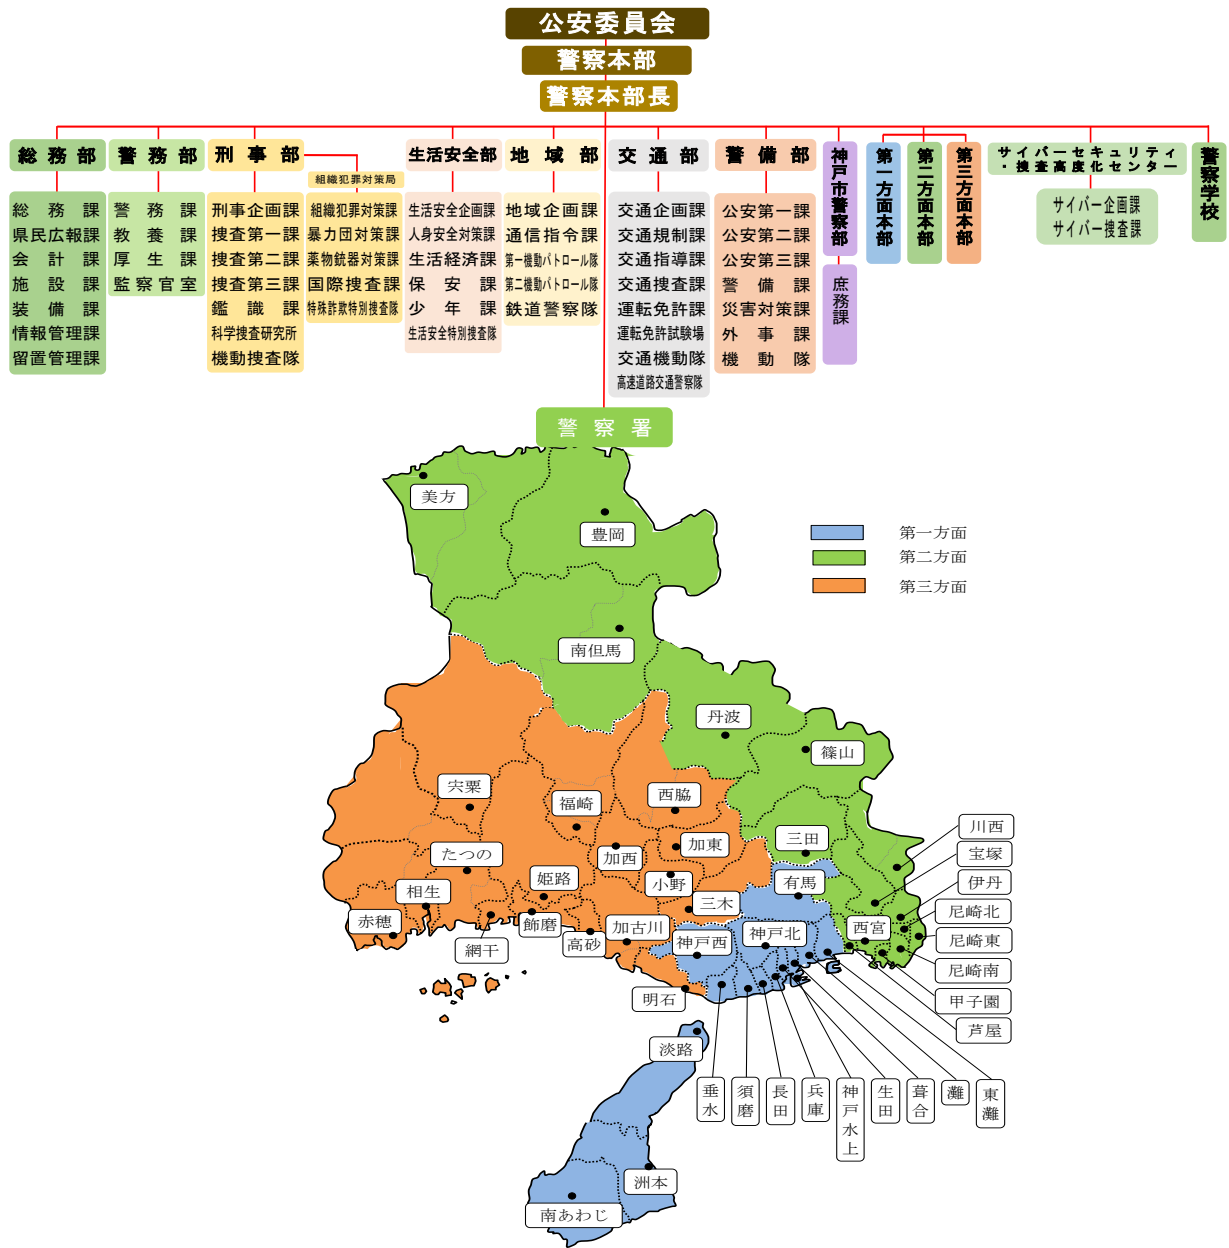 公安委員会
警察本部
警察本部長
総務部
総務課
県民広報課
会計課
施設課
装備課
情報管理課
留置管理課
警務部
警務課
教養課
厚生課
監察官室
刑事部
刑事企画課
捜査第一課
捜査第二課
捜査第三課
鑑識課
科学捜査研究所
機動捜査隊
組織犯罪対策局
組織犯罪対策課
暴力団対策課
薬物銃器対策課
国際捜査課
特殊詐欺特別捜査隊
生活安全部
生活安全企画課
人身安全対策課
生活経済課
保安課
少年課
生活安全特別捜査隊
地域部
地域企画課
通信指令課
第一機動パトロール隊
第二機動パトロール隊
鉄道警察隊
交通部
交通企画課
交通規制課
交通指導課
交通捜査課
運転免許課
運転免許試験場
交通機動隊
高速道路交通警察隊
警備部
公安第一課
公安第二課
公安第三課
警備課
災害対策課
外事課
機動隊
神戸市警察部
庶務課
第一方面本部
第二方面本部
第三方面本部
サイバーセキュリティ
・捜査高度化センター
サイバー企画課
サイバー捜査課
警察学校
警察署
第一方面
第二方面
第三方面
美方
豊岡
南但馬
丹波
篠山
宍粟
福崎
西脇
三田
川西
宝塚
伊丹
尼崎北
尼崎東
尼崎南
甲子園
芦屋
たつの
加西
加東
相生
姫路
小野
有馬
赤穂
飾磨
三木
網干
高砂
加古川
神戸西
神戸北
西宮
明石
淡路
垂水
須磨
長田
兵庫
神戸水上
生田
葺合
灘
東灘
洲本
南あわじ